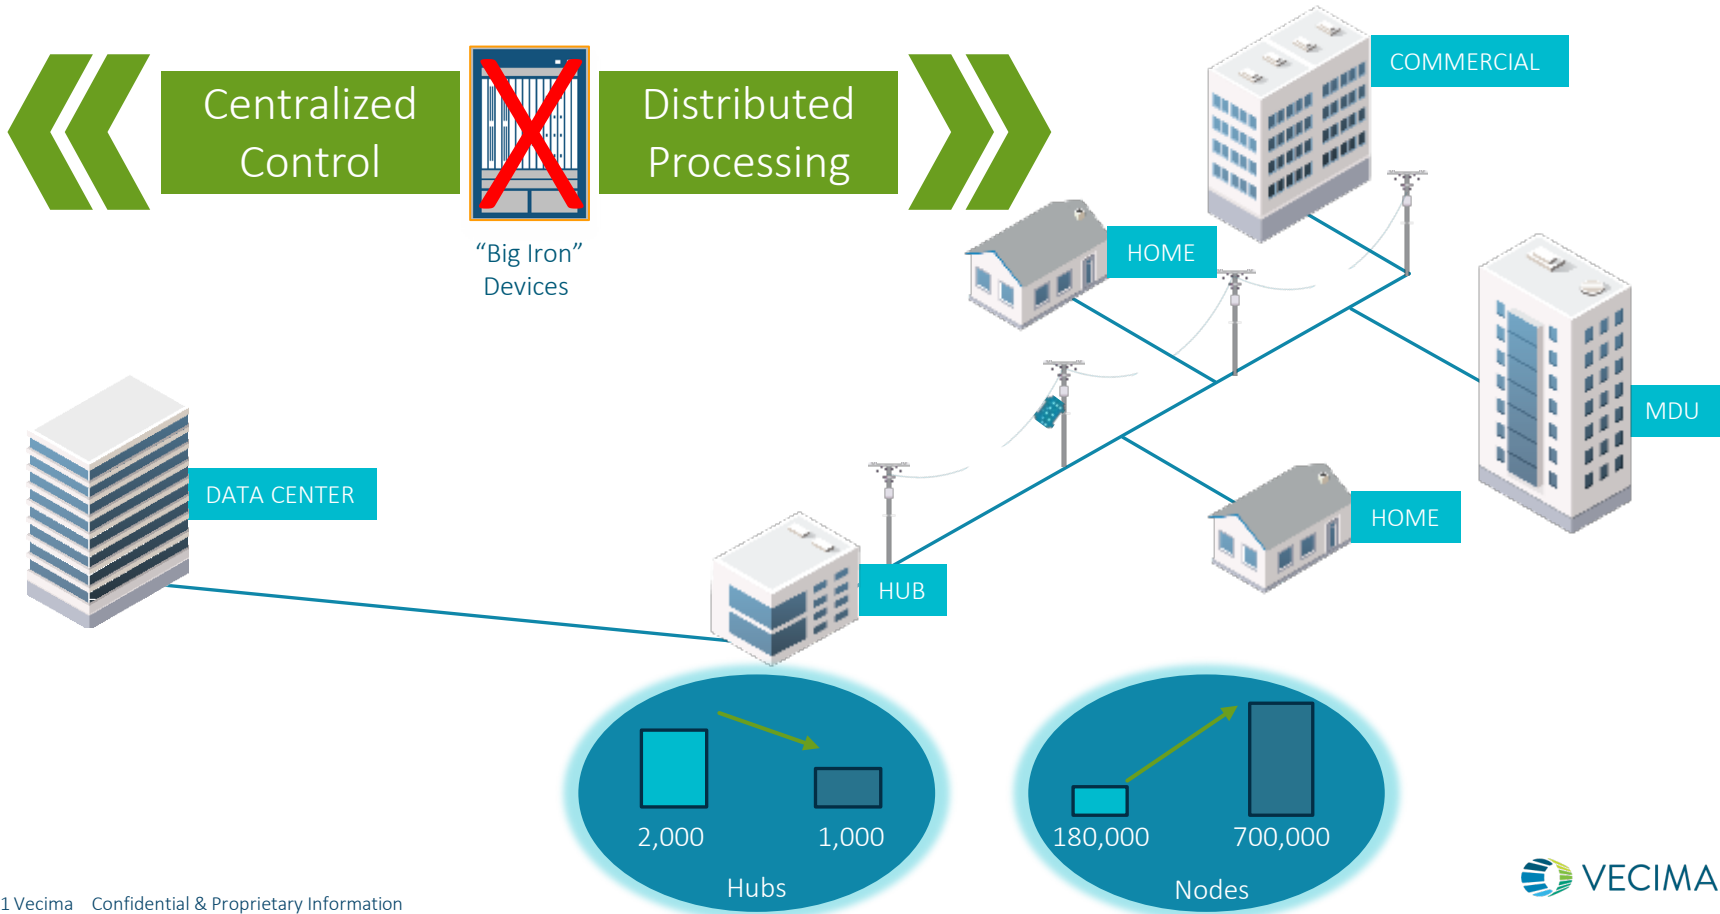 Centralized
Control
Distributed
Processing
“Big Iron”
Devices
COMMERCIAL
HOME
MDU
DATA CENTER
HOME
HUB
2,000
1,000
Hubs
180,000
700,000
Nodes
VECIMA
1 Vecima Confidential & Proprietary Information